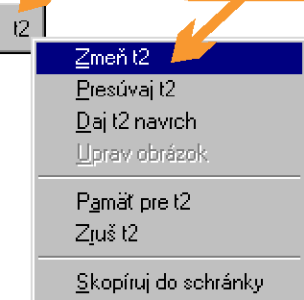 t2
Zmeň t2
Presúvaj t2
Daj t2 navrch
Uprav obrázok
Pamäť pre t2
Zruš t2
Skopíruj do schránky